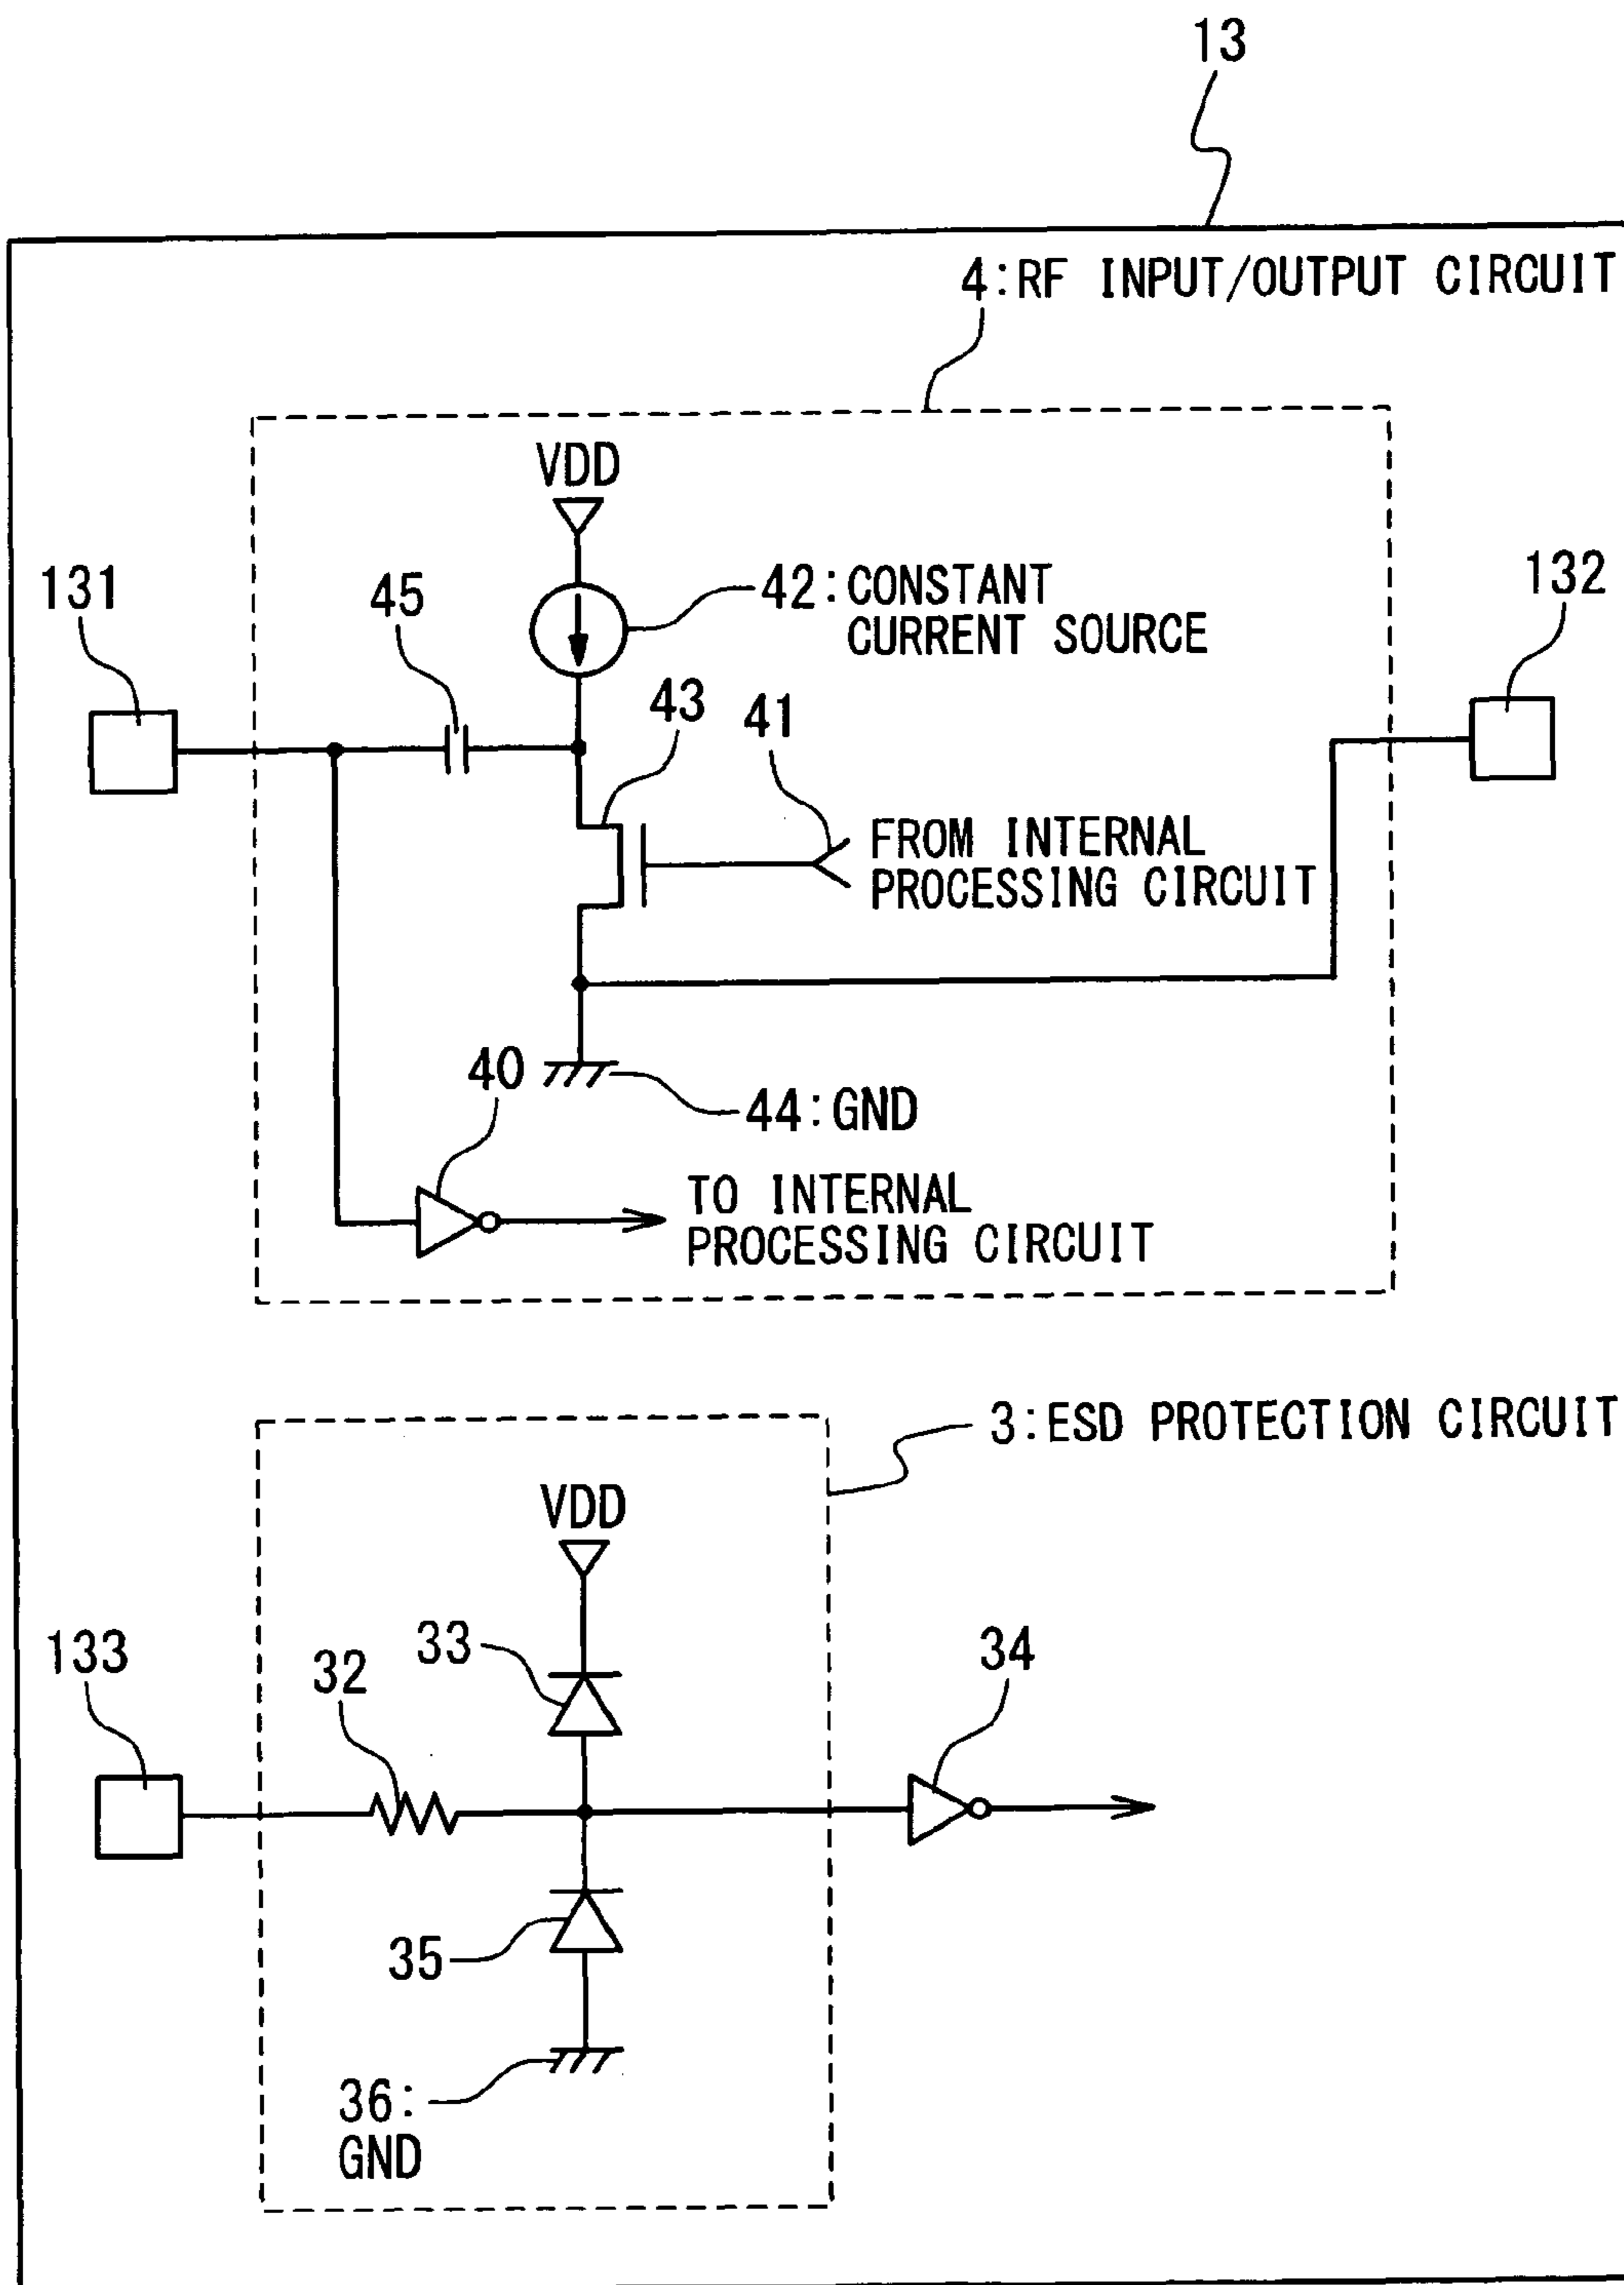 13
4:RF INPUT/OUTPUT CIRCUIT
VDD
131
45
42:CONSTANT
CURRENT SOURCE
132
43
41
FROM INTERNAL
PROCESSING CIRCUIT
40
44:GND
TO INTERNAL
PROCESSING CIRCUIT
3:ESD PROTECTION CIRCUIT
VDD
133
32
33
34
35
36:
GND